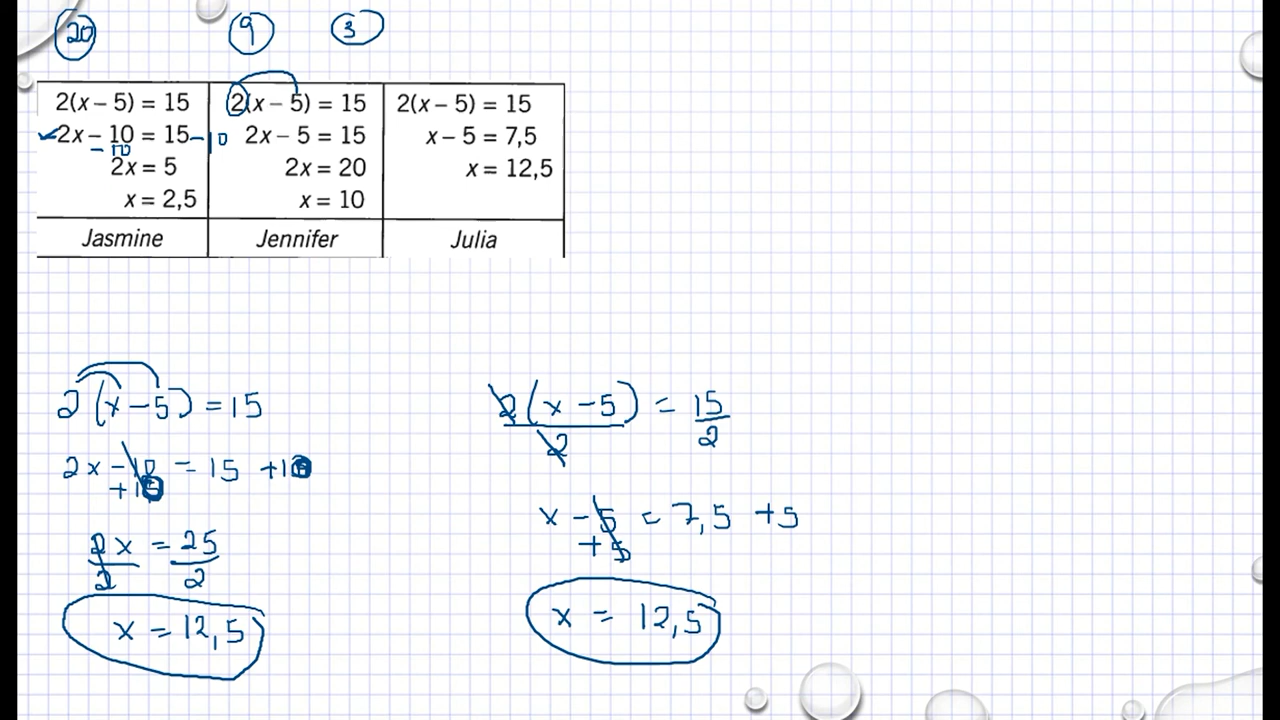 20 9 3
2(x – 5) = 15
2x – 10 = 15 –10
–10
2x = 5
x = 2,5
Jasmine
2(x – 5) = 15
2x – 5 = 15
2x = 20
x = 10
Jennifer
2(x – 5) = 15
x – 5 = 7,5
x = 12,5
Julia
2(x – 5) = 15
2x – 10 = 15 +10
+10
2x = 25
2 2
x = 12,5
2(x – 5) = 15
2 2
x – 5 = 7,5 +5
+5
x = 12,5